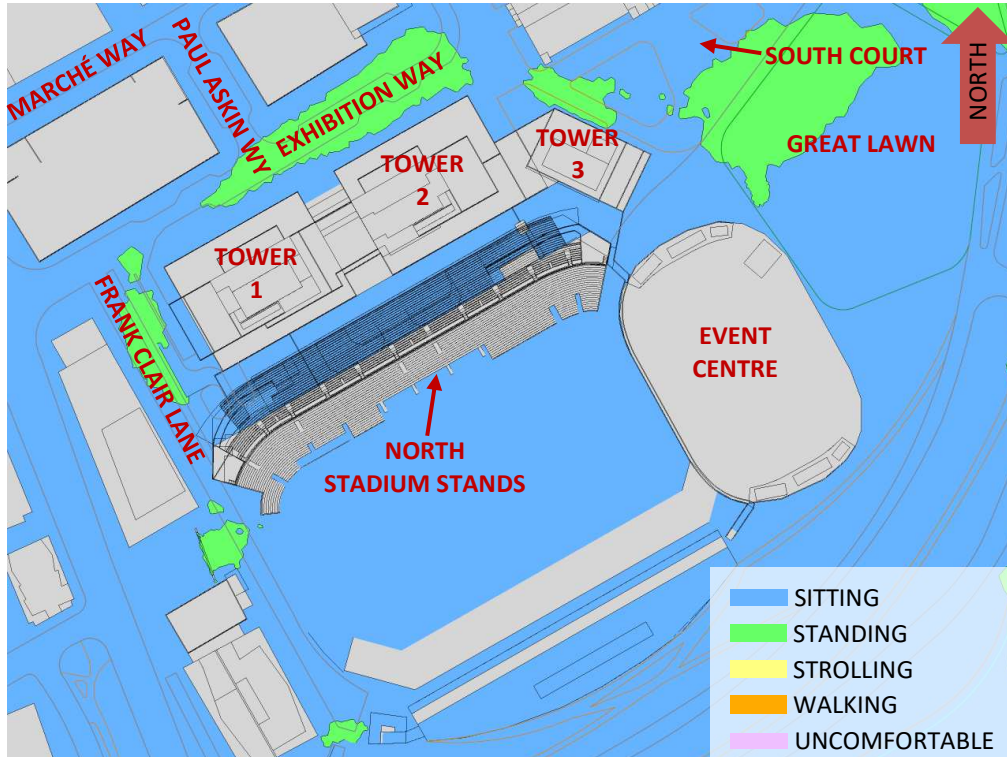 MARCHÉ WAY
PAUL ASKIN WY
EXHIBITION WAY
SOUTH COURT
NORTH
GREAT LAWN
TOWER
3
TOWER
2
TOWER
1
FRANK CLAIR LANE
EVENT
CENTRE
NORTH
STADIUM STANDS
SITTING
STANDING
STROLLING
WALKING
UNCOMFORTABLE